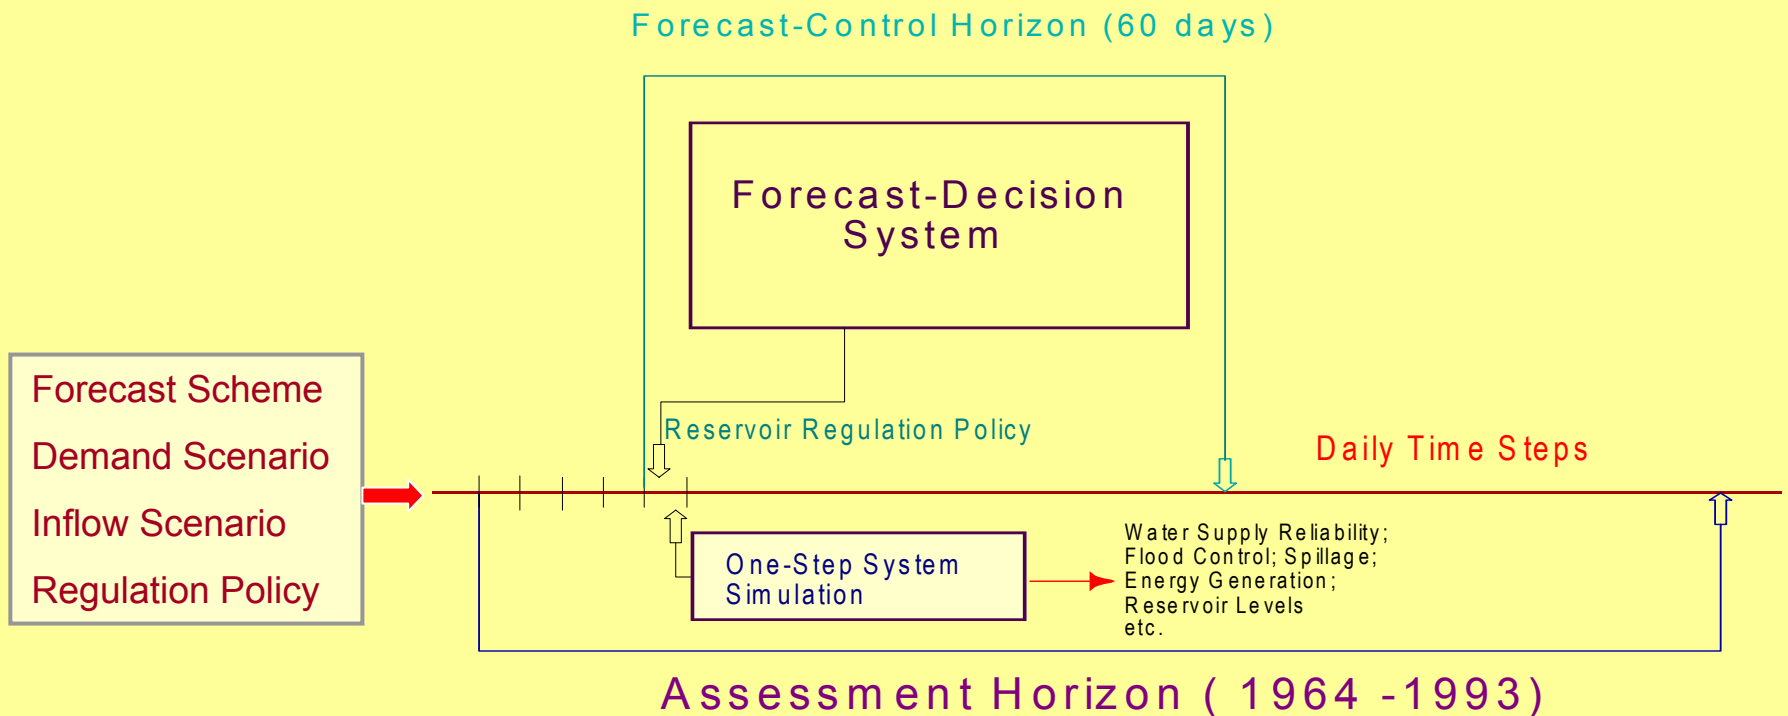 Forecast-Control Horizon (60 days)
Forecast-Decision
System
Forecast Scheme
Demand Scenario
Inflow Scenario
Regulation Policy
Reservoir Regulation Policy
Daily Time Steps
One-Step System
Simulation
Water Supply Reliability;
Flood Control; Spillage;
Energy Generation;
Reservoir Levels
etc.
Assessment Horizon ( 1964 -1993)